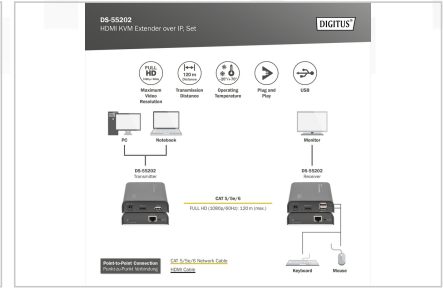 DS-55202
HDMI KVM Extender over IP, Set
DIGITUS®
FULL
HD
120 m
Distance
Maximum
Video
Resolution
Transmission
Distance
Operating
Temperature
Plug and
Play
USB
PC
Notebook
Monitor
DS-55202
Transmitter
DS-55202
Receiver
CAT 5/5e/6
FULL HD (1080p/60Hz): 120 m (max.)
Point-to-Point Connection
Punkt-zu-Punkt Verbindung
CAT 5/5e/6 Network Cable
HDMI Cable
Keyboard
Mouse